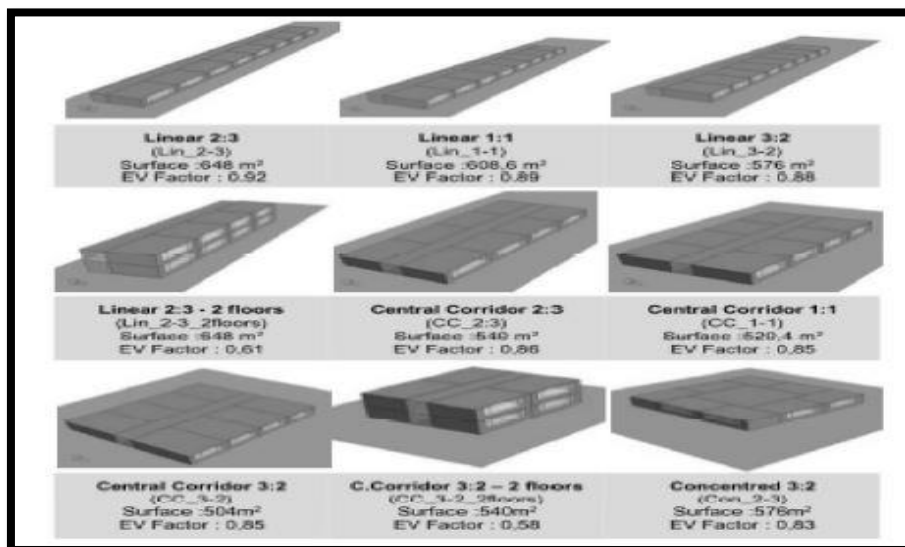 Linear 2:3
(Lin_2-3)
Surface :648 m²
EV Factor : 0.92
Linear 1:1
(Lin_1-1)
Surface :608,6 m²
EV Factor : 0.89
Linear 3:2
(Lin_3-2)
Surface :576 m²
EV Factor : 0.88
Linear 2:3 - 2 floors
(Lin_2-3_2floors)
Surface :648 m²
EV Factor : 0,61
Central Corridor 2:3
(CC_2:3)
Surface :540 m²
EV Factor : 0,86
Central Corridor 1:1
(CC_1-1)
Surface :520,4 m²
EV Factor : 0,85
Central Corridor 3:2
(CC_3-2)
Surface :504m²
EV Factor : 0,85
C.Corridor 3:2 – 2 floors
(CC_3-2_2floors)
Surface :540m²
EV Factor : 0,58
Concentred 3:2
(Con_2-3)
Surface :576m²
EV Factor : 0,83